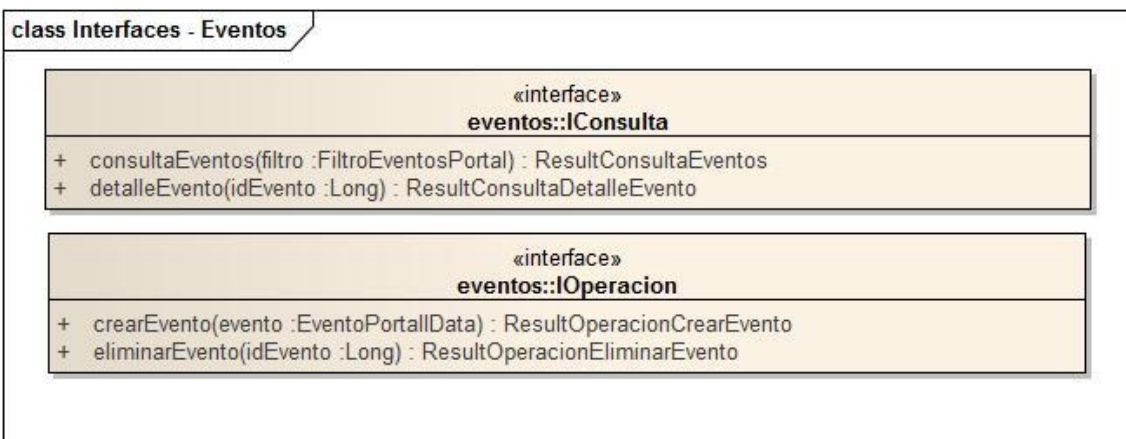 class Interfaces - Eventos
«interface»
eventos::IConsulta
+ consultaEventos(filtro :FiltroEventosPortal) : ResultConsultaEventos
+ detalleEvento(idEvento :Long) : ResultConsultaDetalleEvento
«interface»
eventos::IOperacion
+ crearEvento(evento :EventoPortalIData) : ResultOperacionCrearEvento
+ eliminarEvento(idEvento :Long) : ResultOperacionEliminarEvento